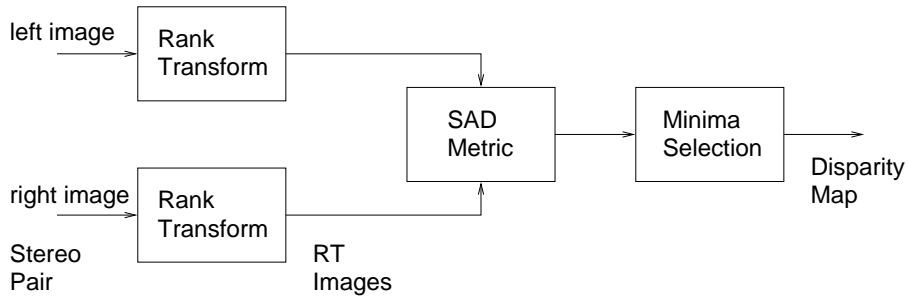 left image
Rank
Transform
SAD
Metric
Minima
Selection
Disparity
Map
right image
Rank
Transform
Stereo
Pair
RT
Images